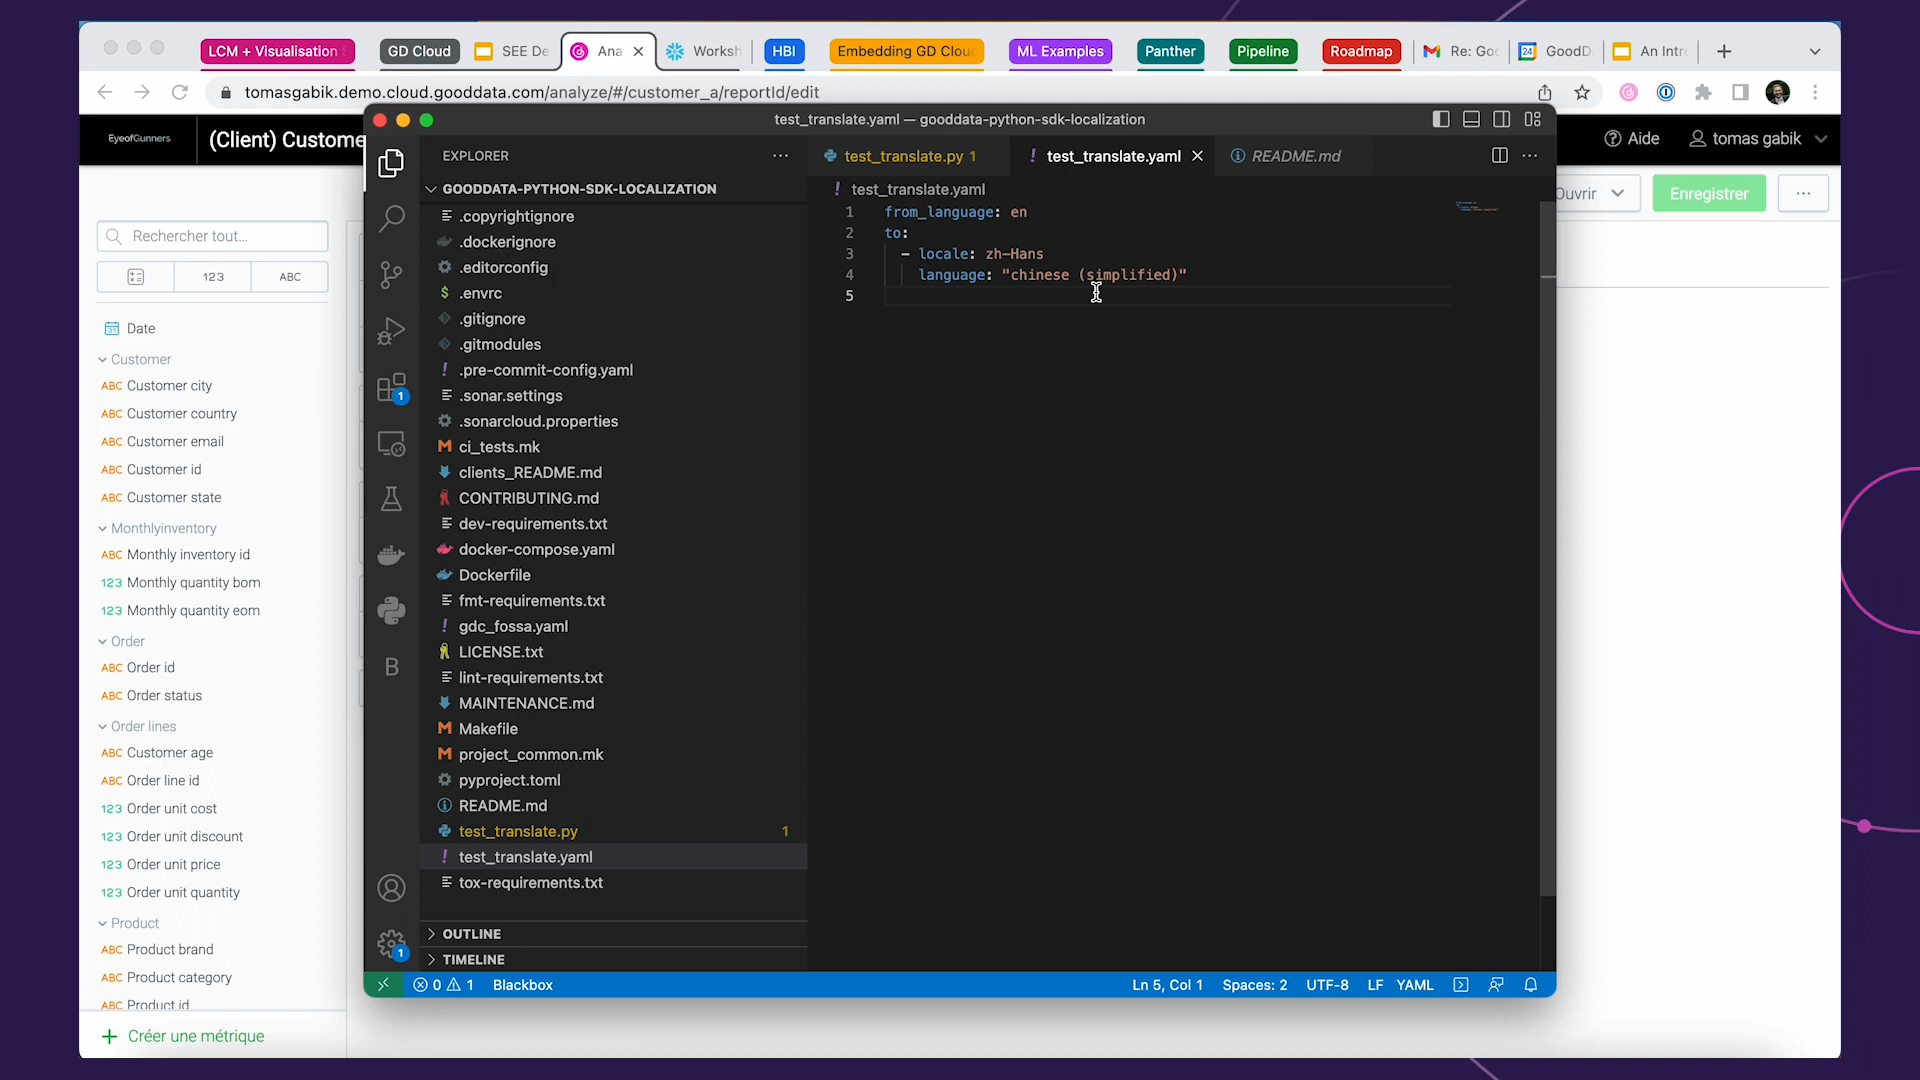 LCM + Visualisation
GD Cloud
SEE De
Ana
Worksh
HBI
Embedding GD Clou
ML Examples
Panther
Pipeline
Roadmap
Re: Goo
GoodD
An Intr
tomasgabik.demo.cloud.gooddata.com/analyze/#/customer_a/reportId/edit
EyeofGunners
(Client) Custome
Aide
tomas gabik
Ouvrir
Enregistrer
Rechercher tout...
123
ABC
Date
Customer
ABC Customer city
ABC Customer country
ABC Customer email
ABC Customer id
ABC Customer state
Monthlyinventory
ABC Monthly inventory id
123 Monthly quantity bom
123 Monthly quantity eom
Order
ABC Order id
ABC Order status
Order lines
ABC Customer age
ABC Order line id
123 Order unit cost
123 Order unit discount
123 Order unit price
123 Order unit quantity
Product
ABC Product brand
ABC Product category
ABC Product id
Créer une métrique
test_translate.yaml — gooddata-python-sdk-localization
EXPLORER
GOODDATA-PYTHON-SDK-LOCALIZATION
.copyrightignore
.dockerignore
.editorconfig
$ .envrc
.gitignore
.gitmodules
! .pre-commit-config.yaml
.sonar.settings
.sonarcloud.properties
M ci_tests.mk
clients_README.md
CONTRIBUTING.md
dev-requirements.txt
docker-compose.yaml
Dockerfile
fmt-requirements.txt
! gdc_fossa.yaml
LICENSE.txt
lint-requirements.txt
MAINTENANCE.md
M Makefile
M project_common.mk
pyproject.toml
README.md
test_translate.py 1
! test_translate.yaml
tox-requirements.txt
OUTLINE
TIMELINE
1
B
1
test_translate.py 1
! test_translate.yaml
README.md
! test_translate.yaml
1 from_language: en
2 to:
3 - locale: zh-Hans
4 language: "chinese (simplified)"
5
0 1 Blackbox
Ln 5, Col 1 Spaces: 2 UTF-8 LF YAML